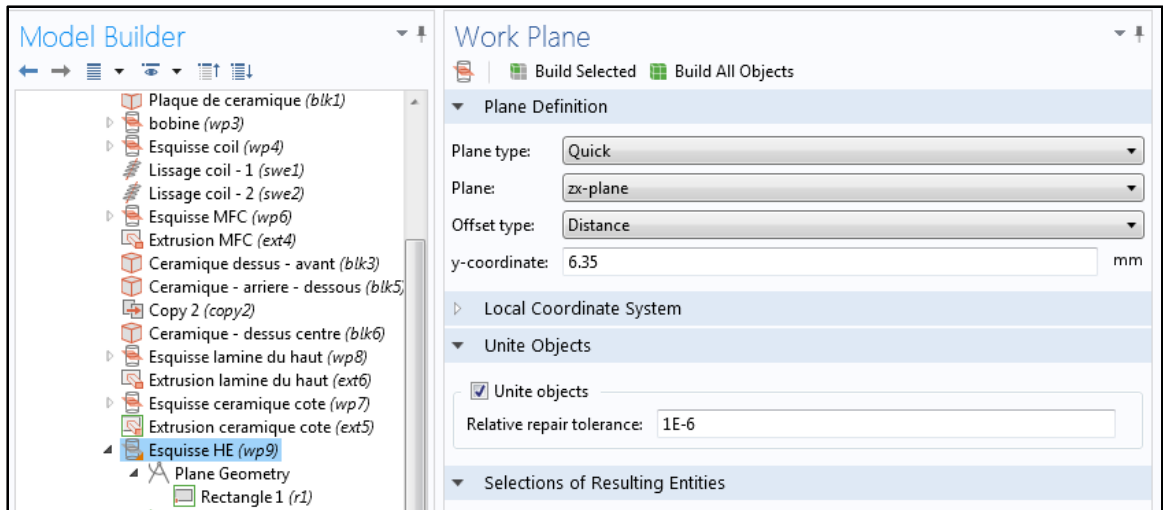 Model Builder
Plaque de ceramique (blk1)
bobine (wp3)
Esquisse coil (wp4)
Lissage coil - 1 (swe1)
Lissage coil - 2 (swe2)
Esquisse MFC (wp6)
Extrusion MFC (ext4)
Ceramique dessus - avant (blk3)
Ceramique - arriere - dessous (blk5)
Copy 2 (copy2)
Ceramique - dessus centre (blk6)
Esquisse lamine du haut (wp8)
Extrusion lamine du haut (ext6)
Esquisse ceramique cote (wp7)
Extrusion ceramique cote (ext5)
Esquisse HE (wp9)
Plane Geometry
Rectangle 1 (r1)
Work Plane
Build Selected Build All Objects
Plane Definition
Plane type: Quick
Plane: zx-plane
Offset type: Distance
y-coordinate: 6.35 mm
Local Coordinate System
Unite Objects
Unite objects
Relative repair tolerance: 1E-6
Selections of Resulting Entities